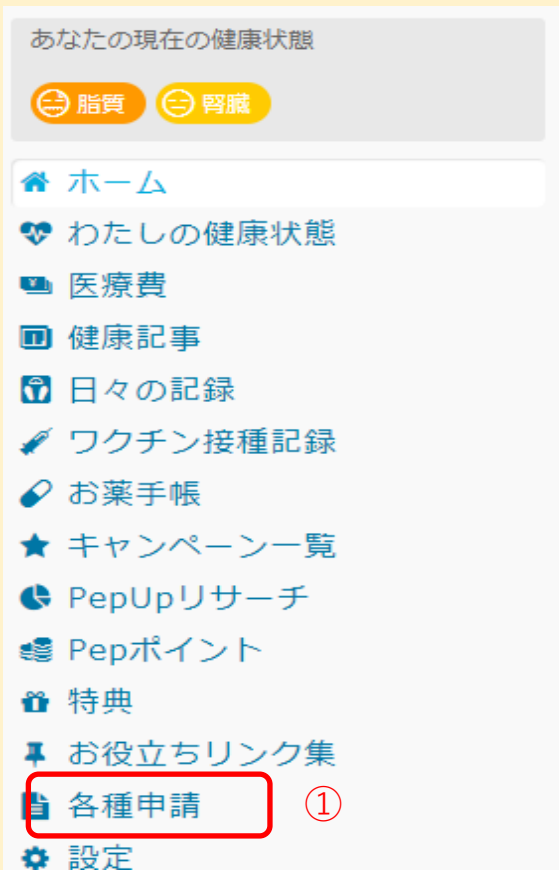 あなたの現在の健康状態
脂質 腎臓
ホーム
わたしの健康状態
医療費
健康記事
日々の記録
ワクチン接種記録
お薬手帳
キャンペーン一覧
PepUpリサーチ
Pepポイント
特典
お役立ちリンク集
各種申請 ①
設定